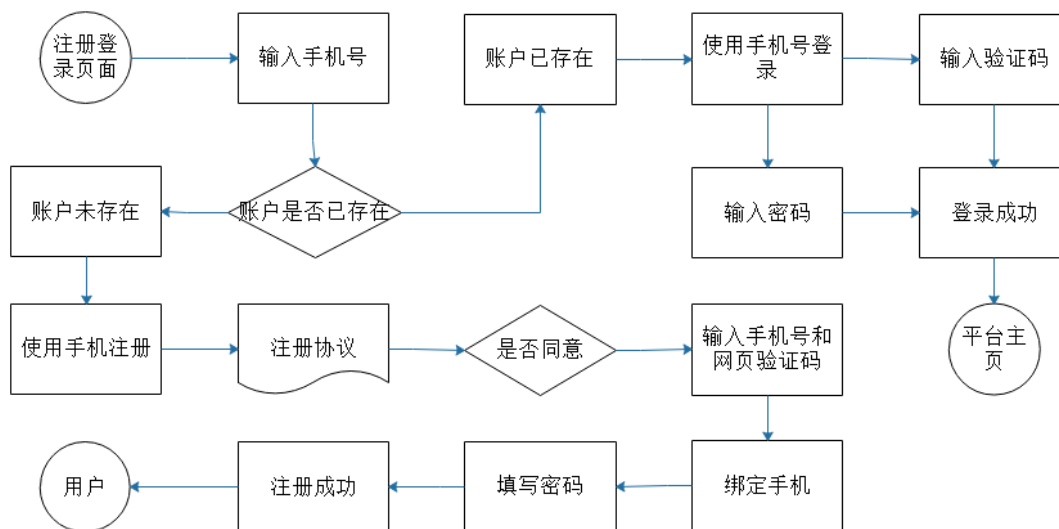 注册登
录页面
输入手机号
账户已存在
使用手机号登
录
输入验证码
账户未存在
账户是否已存在
输入密码
登录成功
使用手机注册
注册协议
是否同意
输入手机号和
网页验证码
平台主
页
用户
注册成功
填写密码
绑定手机